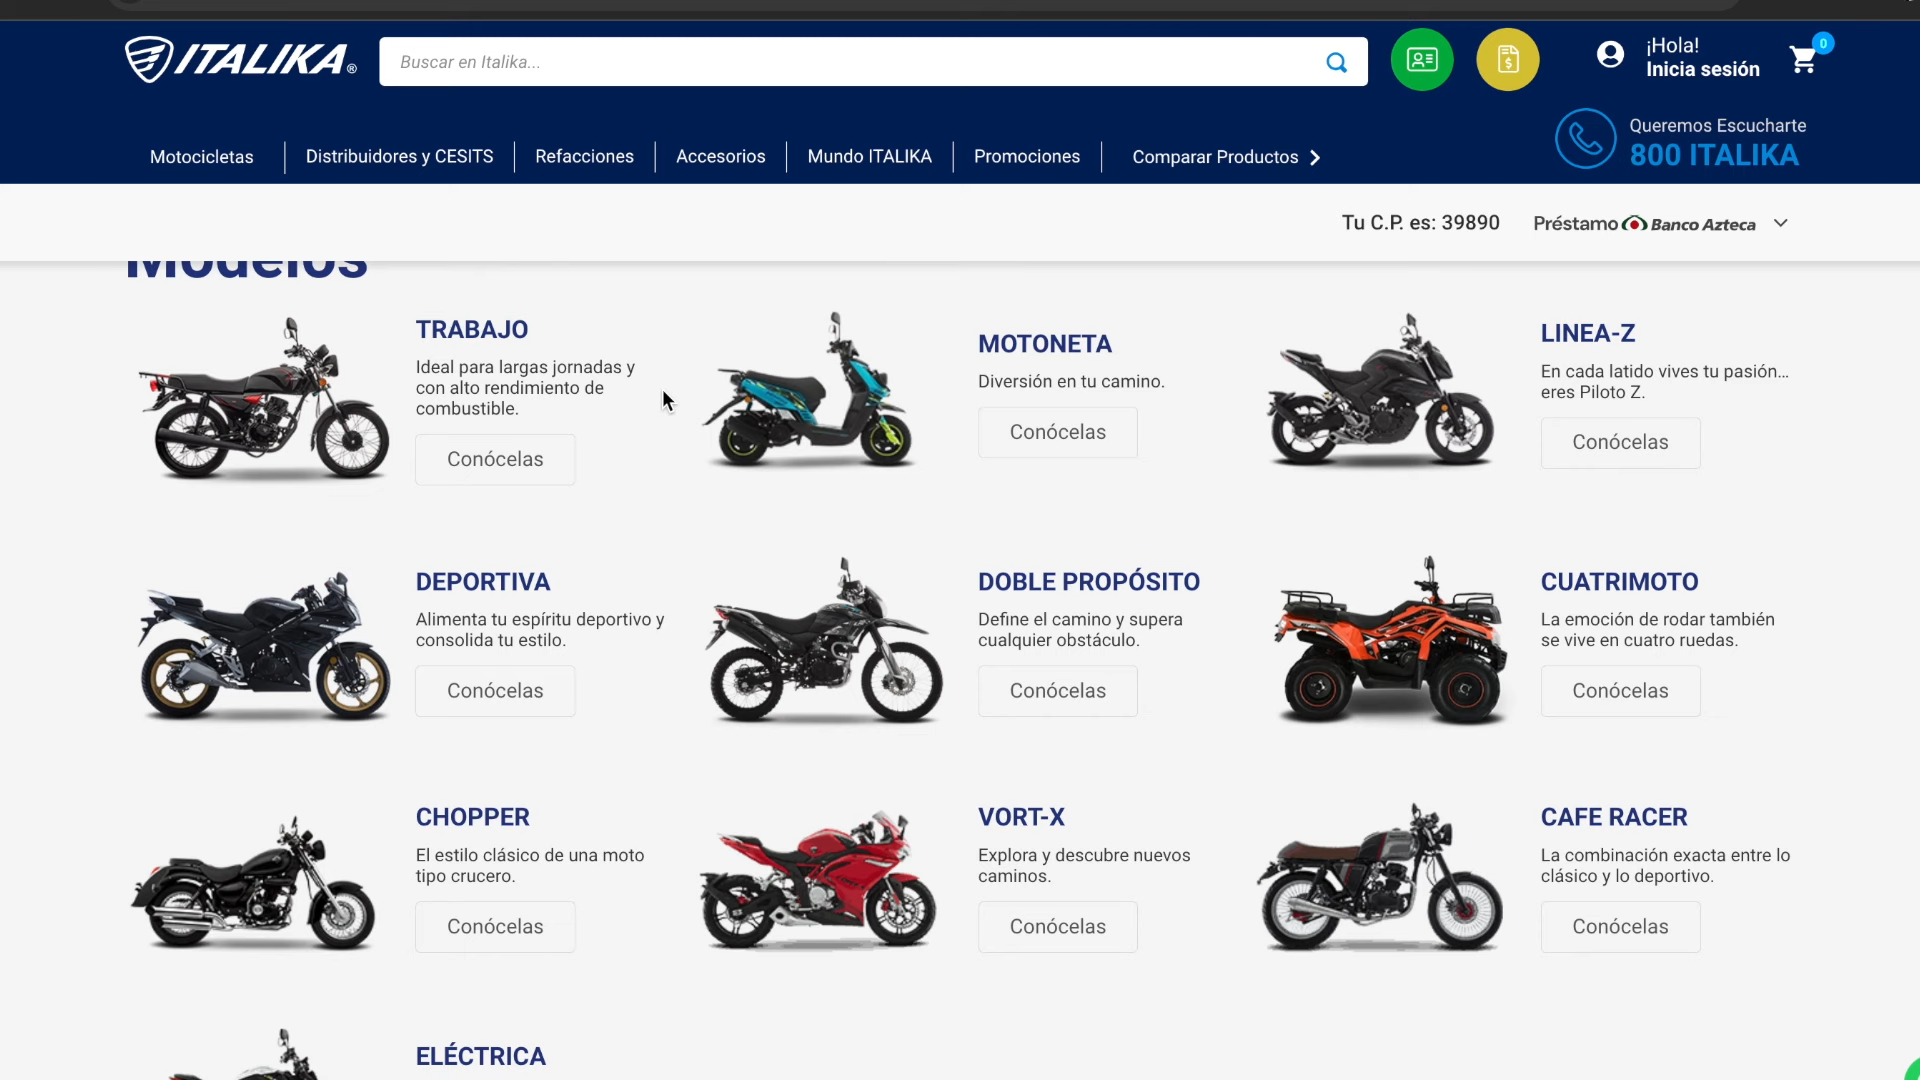 ITALIKA®
Buscar en Italika...
¡Hola!
Inicia sesión
0
Motocicletas
Distribuidores y CESITS
Refacciones
Accesorios
Mundo ITALIKA
Promociones
Comparar Productos
Queremos Escucharte
800 ITALIKA
Tu C.P. es: 39890
Préstamo Banco Azteca
Modelos
TRABAJO
Ideal para largas jornadas y
con alto rendimiento de
combustible.
Conócelas
MOTONETA
Diversión en tu camino.
Conócelas
LINEA-Z
En cada latido vives tu pasión...
eres Piloto Z.
Conócelas
DEPORTIVA
Alimenta tu espíritu deportivo y
consolida tu estilo.
Conócelas
DOBLE PROPÓSITO
Define el camino y supera
cualquier obstáculo.
Conócelas
CUATRIMOTO
La emoción de rodar también
se vive en cuatro ruedas.
Conócelas
CHOPPER
El estilo clásico de una moto
tipo crucero.
Conócelas
VORT-X
Explora y descubre nuevos
caminos.
Conócelas
CAFE RACER
La combinación exacta entre lo
clásico y lo deportivo.
Conócelas
ELÉCTRICA